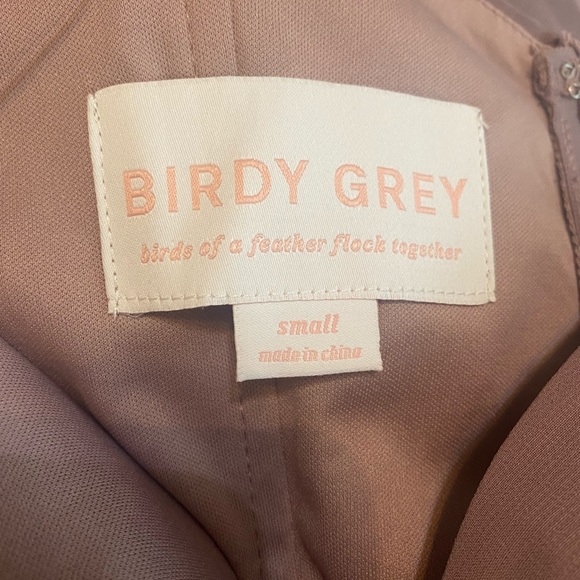 BIRDY GREY
birds of a feather flock together
small
made in china